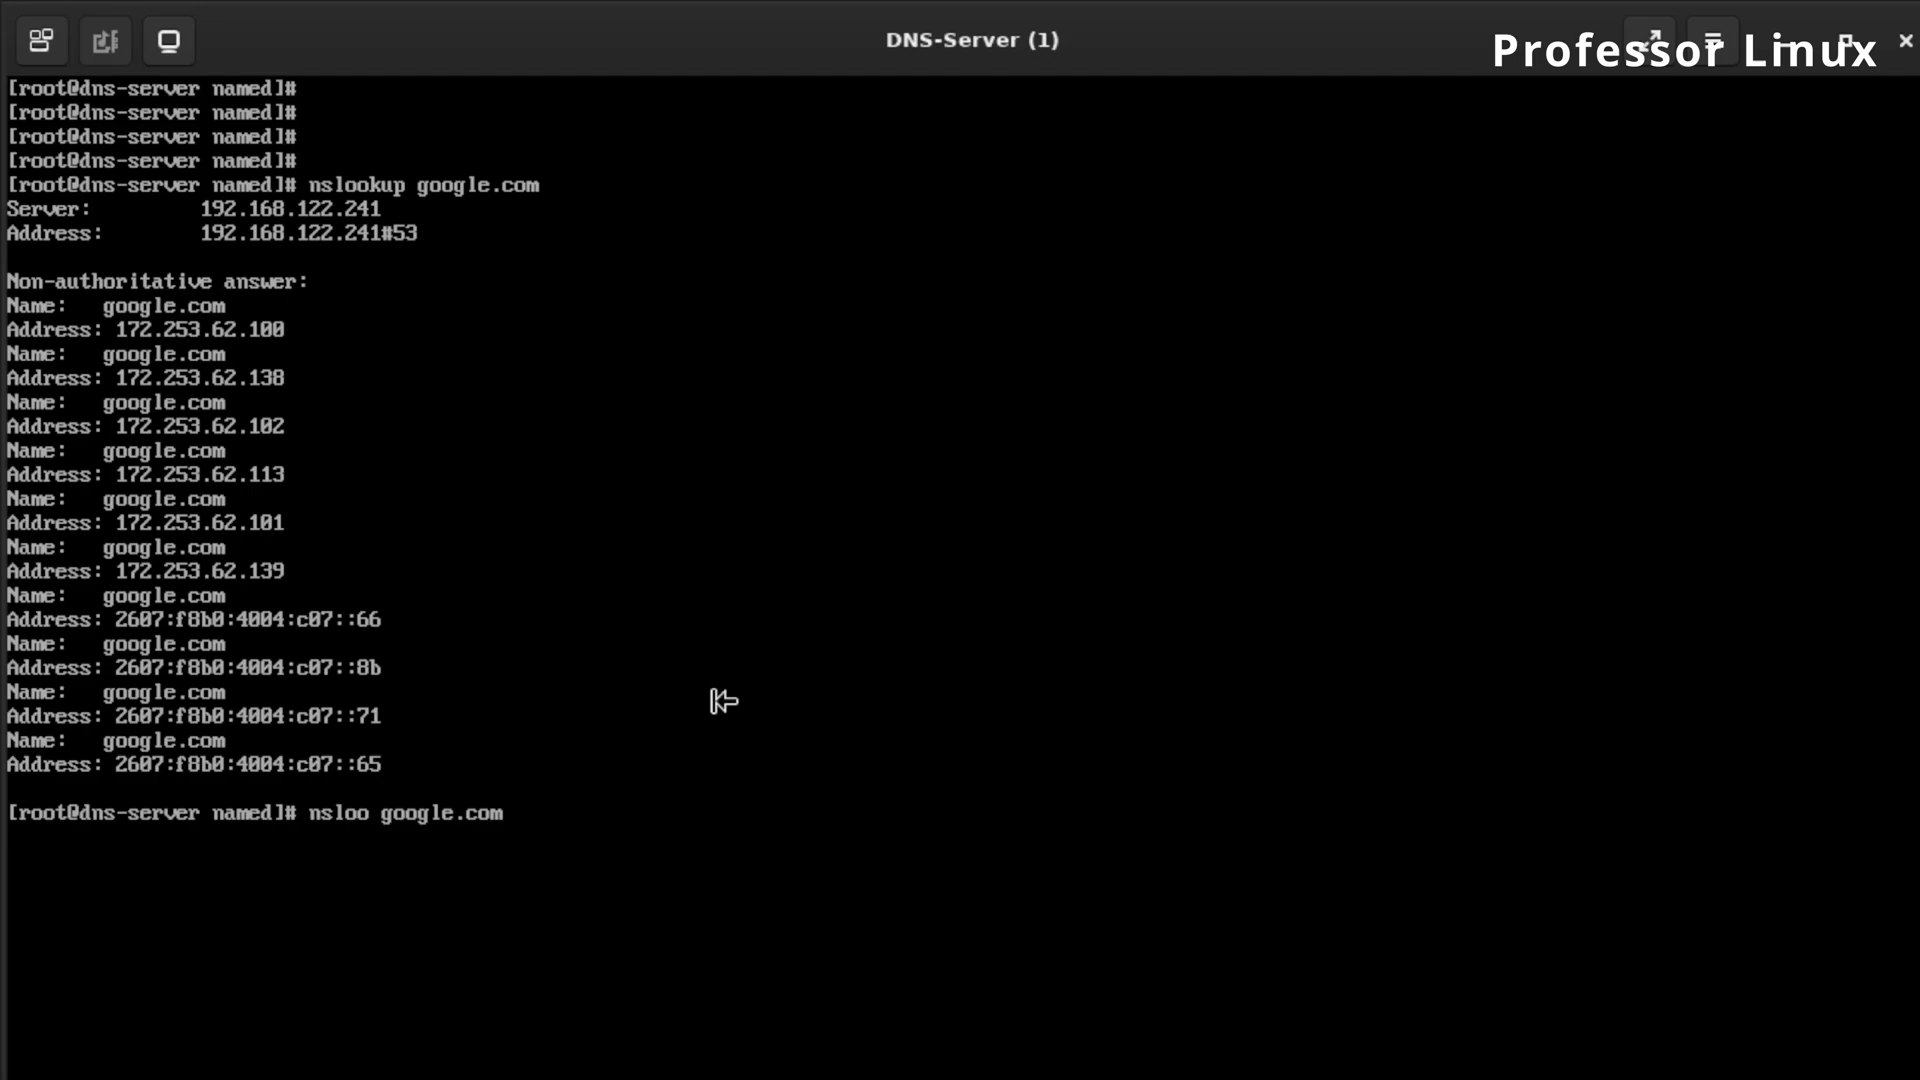 DNS-Server (1)
Professor Linux
[root@dns-server named]#
[root@dns-server named]#
[root@dns-server named]#
[root@dns-server named]#
[root@dns-server named]# nslookup google.com
Server:         192.168.122.241
Address:        192.168.122.241#53

Non-authoritative answer:
Name:   google.com
Address: 172.253.62.100
Name:   google.com
Address: 172.253.62.138
Name:   google.com
Address: 172.253.62.102
Name:   google.com
Address: 172.253.62.113
Name:   google.com
Address: 172.253.62.101
Name:   google.com
Address: 172.253.62.139
Name:   google.com
Address: 2607:f8b0:4004:c07::66
Name:   google.com
Address: 2607:f8b0:4004:c07::8b
Name:   google.com
Address: 2607:f8b0:4004:c07::71
Name:   google.com
Address: 2607:f8b0:4004:c07::65

[root@dns-server named]# nsloo google.com